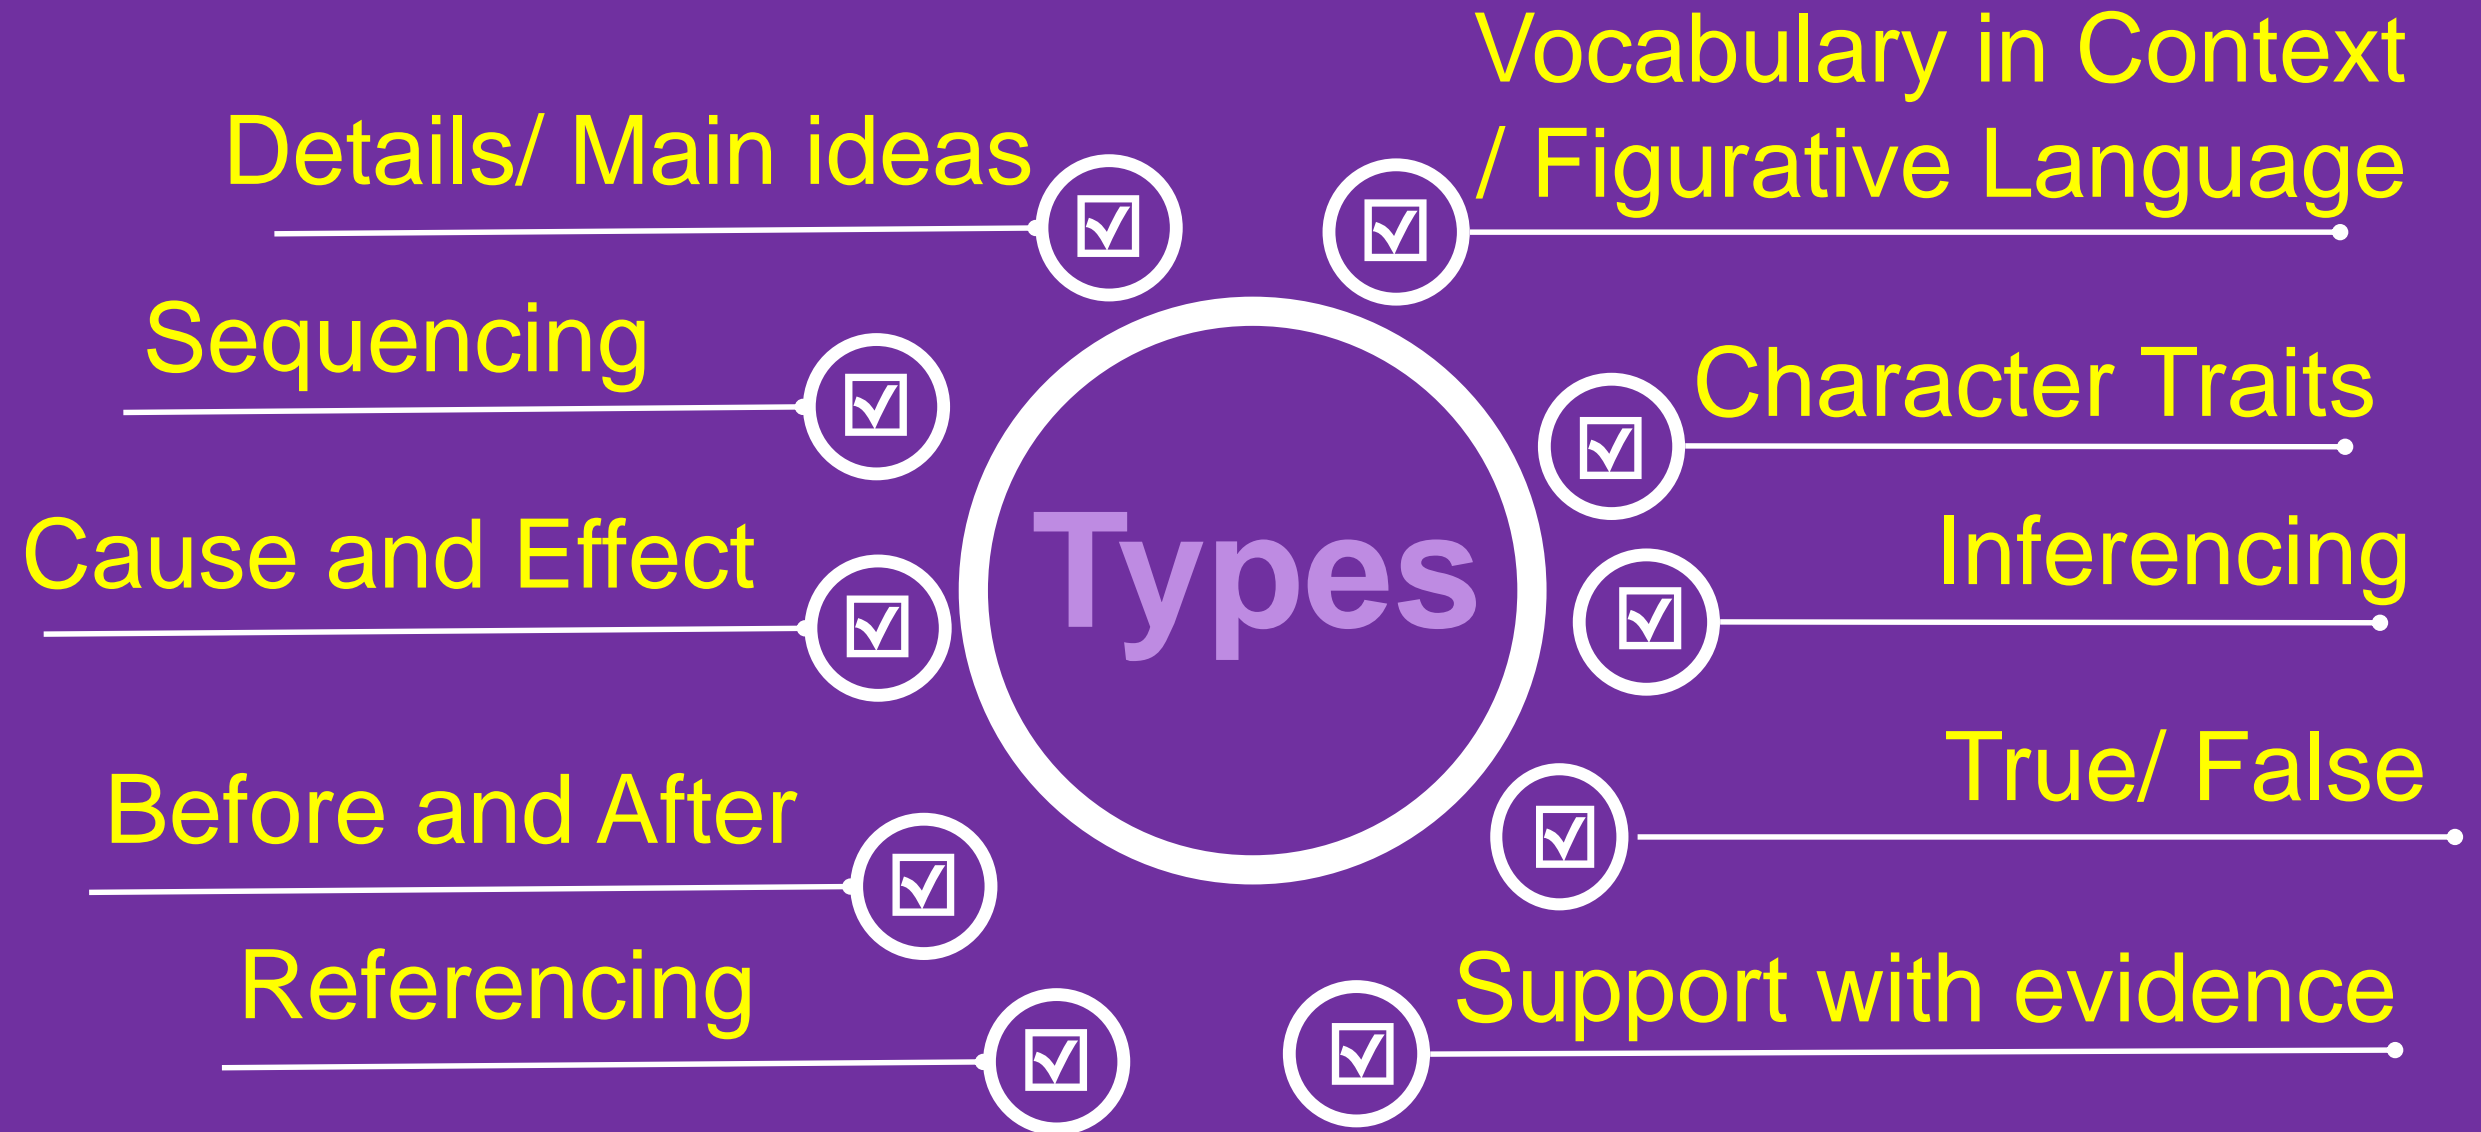 Details/ Main ideas
Sequencing
Cause and Effect
Before and After
Referencing
Types
Vocabulary in Context
/ Figurative Language
Character Traits
Inferencing
True/ False
Support with evidence